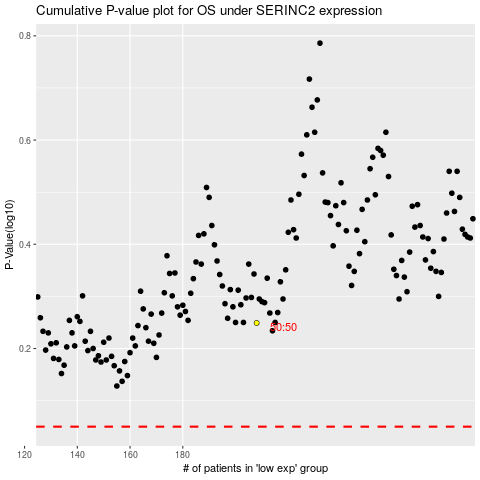 Cumulative P-value plot for OS under SERINC2 expression
P-Value(log10)
0.8
0.6
0.4
0.2
50:50
120 140 160 180
# of patients in 'low exp' group